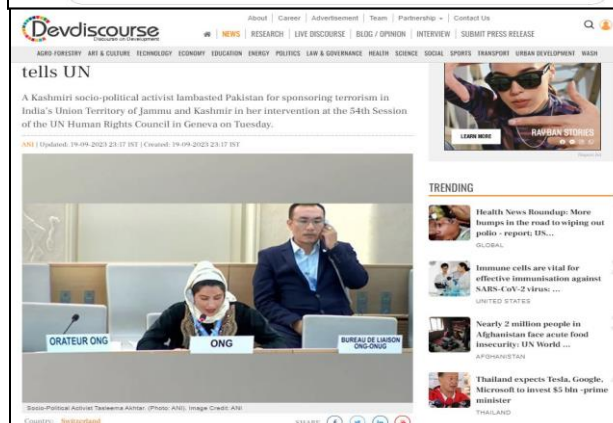 Devdiscourse
Discourse on Development
About | Career | Advertisement | Team | Partnership | Contact Us
NEWS | RESEARCH | LIVE DISCOURSE | BLOG / OPINION | INTERVIEW | SUBMIT PRESS RELEASE
AGRO-FORESTRY ART & CULTURE TECHNOLOGY ECONOMY EDUCATION ENERGY POLITICS LAW & GOVERNANCE HEALTH SCIENCE SOCIAL SPORTS TRANSPORT URBAN DEVELOPMENT WASH
tells UN
A Kashmiri socio-political activist lambasted Pakistan for sponsoring terrorism in
India's Union Territory of Jammu and Kashmir in her intervention at the 54th Session
of the UN Human Rights Council in Geneva on Tuesday.
ANI | Updated: 19-09-2023 23:17 IST | Created: 19-09-2023 23:17 IST
ORATEUR ONG
ONG
BUREAU DE LIAISON
ONG-ONUG
Socio-Political Activist Tasleema Akhtar. (Photo: ANI). Image Credit: ANI
Country: Switzerland
SHARE
LEARN MORE
RAY-BAN STORIES
TRENDING
Health News Roundup: More
bumps in the road to wiping out
polio - report; US...
GLOBAL
Immune cells are vital for
effective immunisation against
SARS-CoV-2 virus: ...
UNITED STATES
Nearly 2 million people in
Afghanistan face acute food
insecurity: UN World ...
AFGHANISTAN
Thailand expects Tesla, Google,
Microsoft to invest $5 bln -prime
minister
THAILAND